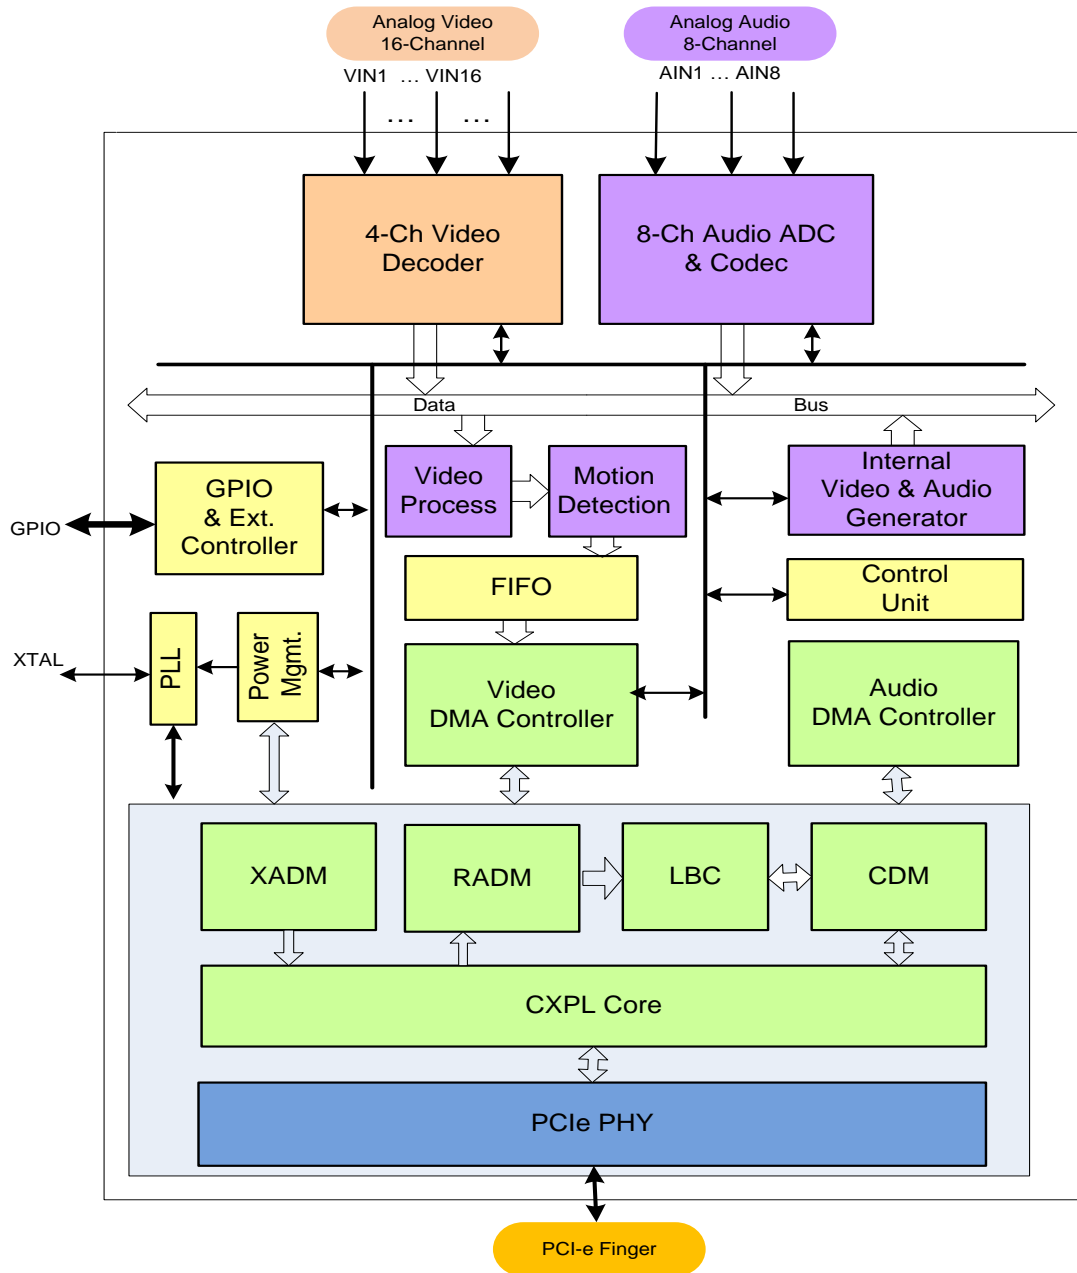 Analog Video
16-Channel
Analog Audio
8-Channel
VIN1 ... VIN16
AIN1 ... AIN8
... ...
4-Ch Video
Decoder
8-Ch Audio ADC
& Codec
Data Bus
GPIO
GPIO
& Ext.
Controller
Video
Process
Motion
Detection
Internal
Video & Audio
Generator
FIFO
Control
Unit
XTAL
PLL
Power
Mgmt.
Video
DMA Controller
Audio
DMA Controller
XADM
RADM
LBC
CDM
CXPL Core
PCIe PHY
PCI-e Finger